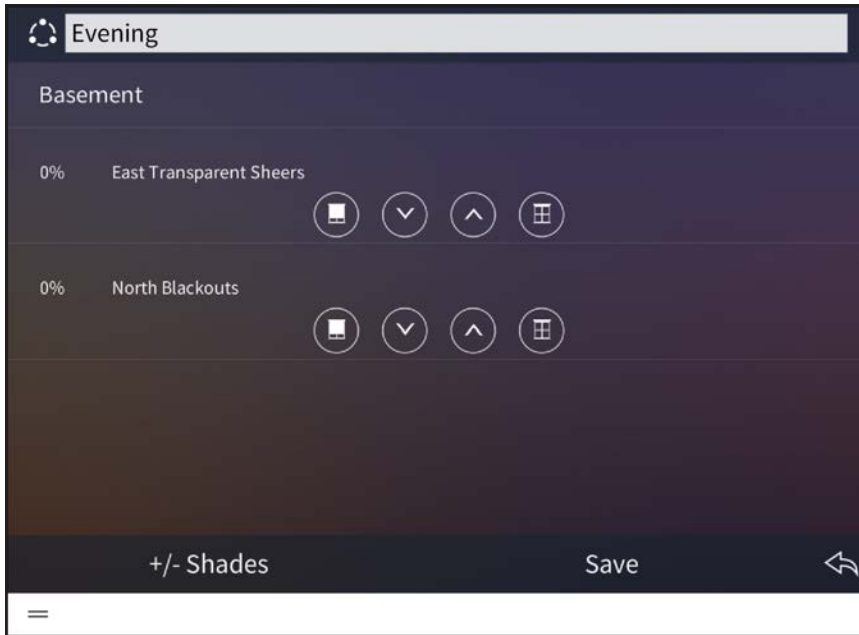 Evening
Basement
0% East Transparent Sheers
0% North Blackouts
+/- Shades Save